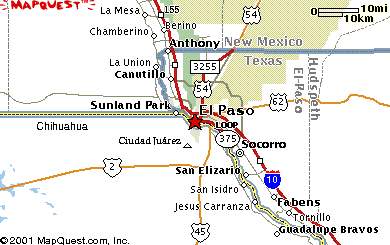 MAPQUEST
155
La Mesa
Berino
Chamberino
54
0 10mi
10km
Anthony
New Mexico
Texas
La Union
Canutillo
3255
54
Hudspeth
El Paso
62
Sunland Park
El Paso
Chihuahua
LOOP
375
Ciudad Juárez
Socorro
San Elizario
10
San Isidro
Fabens
Jesus Carranza
Tornillo
45
Guadalupe Bravos
©2001 MapQuest.com, Inc.